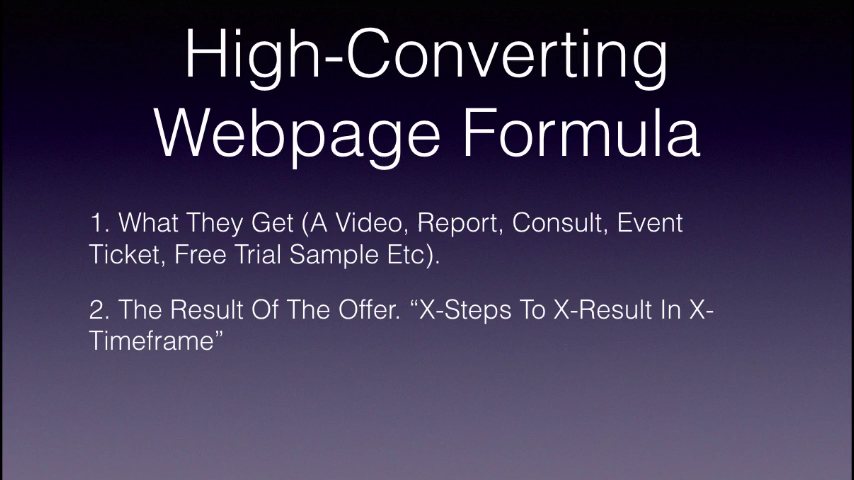 High-Converting
Webpage Formula
1. What They Get (A Video, Report, Consult, Event
Ticket, Free Trial Sample Etc).
2. The Result Of The Offer. “X-Steps To X-Result In X-
Timeframe”